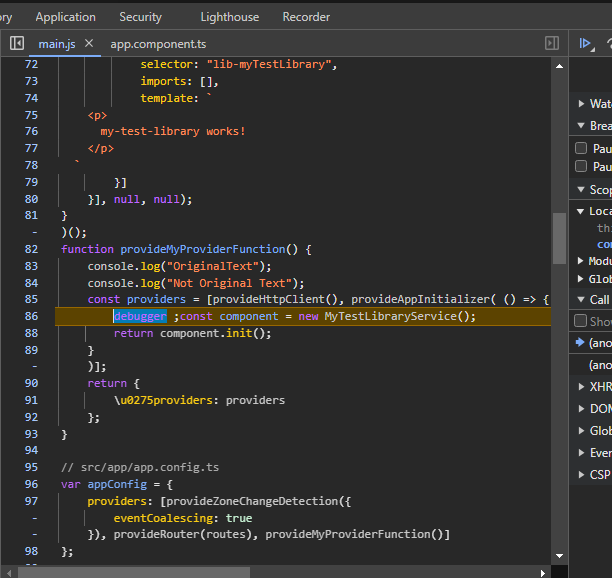 ry Application Security Lighthouse Recorder
main.js × app.component.ts
72 selector: "lib-myTestLibrary",
73 imports: [],
74 template: `
75 <p>
76 my-test-library works!
77 </p>
78 `
79 }]
80 }], null, null);
81 }
- )();
82 function provideMyProviderFunction() {
83 console.log("OriginalText");
84 console.log("Not Original Text");
85 const providers = [provideHttpClient(), provideAppInitializer( () => {
86 debugger ;const component = new MyTestLibraryService();
88 return component.init();
89 }
- )];
90 return {
91 \u0275providers: providers
92 };
93 }
94
95 // src/app/app.config.ts
96 var appConfig = {
97 providers: [provideZoneChangeDetection({
- eventCoalescing: true
- }), provideRouter(routes), provideMyProviderFunction()]
98 };
Wat
Brea
Pau
Pau
Scop
Loca
thi
con
Modu
Glob
Call
Show
(ano
(ano
XHR
DOM
Glob
Even
CSP